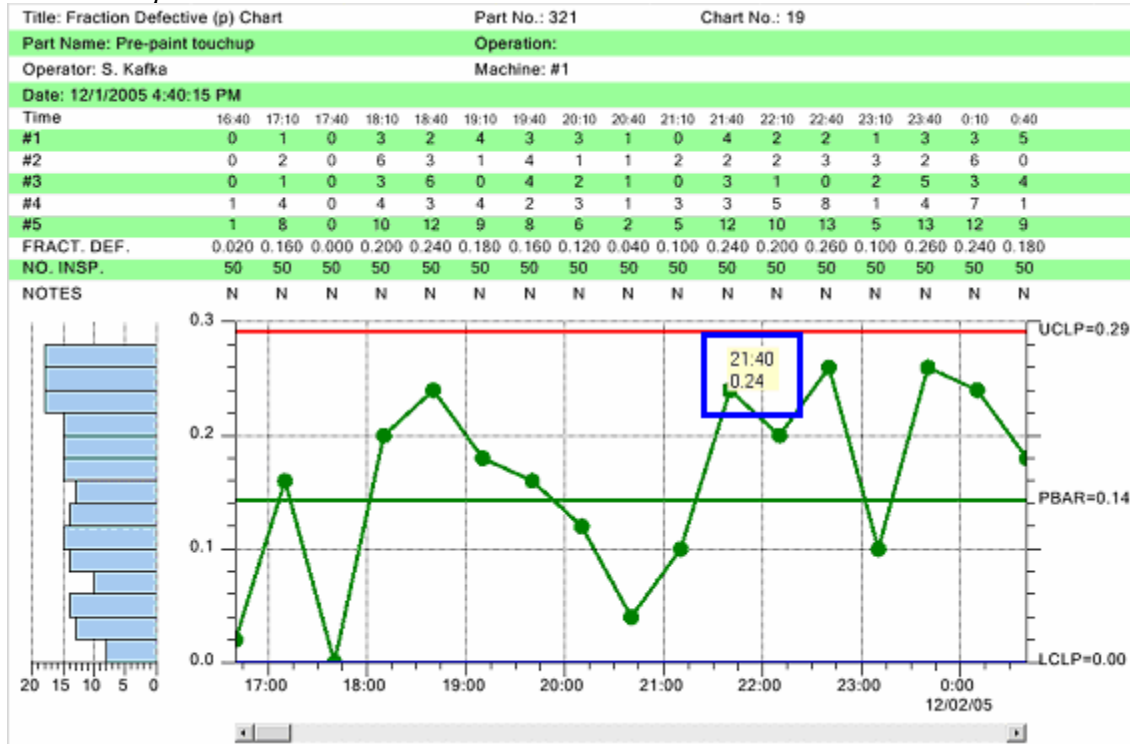 Title: Fraction Defective (p) Chart Part No.: 321 Chart No.: 19
Part Name: Pre-paint touchup Operation:
Operator: S. Kafka Machine: #1
Date: 12/1/2005 4:40:15 PM
Time 16:40 17:10 17:40 18:10 18:40 19:10 19:40 20:10 20:40 21:10 21:40 22:10 22:40 23:10 23:40 0:10 0:40
#1 0 1 0 3 2 4 3 3 1 0 4 2 2 1 3 3 5
#2 0 2 0 6 3 1 4 1 1 2 2 2 3 3 2 6 0
#3 0 1 0 3 6 0 4 2 1 0 3 1 0 2 5 3 4
#4 1 4 0 4 3 4 2 3 1 3 3 5 8 1 4 7 1
#5 1 8 0 10 12 9 8 6 2 5 12 10 13 5 13 12 9
FRACT. DEF. 0.020 0.160 0.000 0.200 0.240 0.180 0.160 0.120 0.040 0.100 0.240 0.200 0.260 0.100 0.260 0.240 0.180
NO. INSP. 50 50 50 50 50 50 50 50 50 50 50 50 50 50 50 50 50
NOTES N N N N N N N N N N N N N N N N N
0.3 UCLP=0.29
21:40
0.24
0.2
PBAR=0.14
0.1
0.0 LCLP=0.00
20 15 10 5 0 17:00 18:00 19:00 20:00 21:00 22:00 23:00 0:00
12/02/05